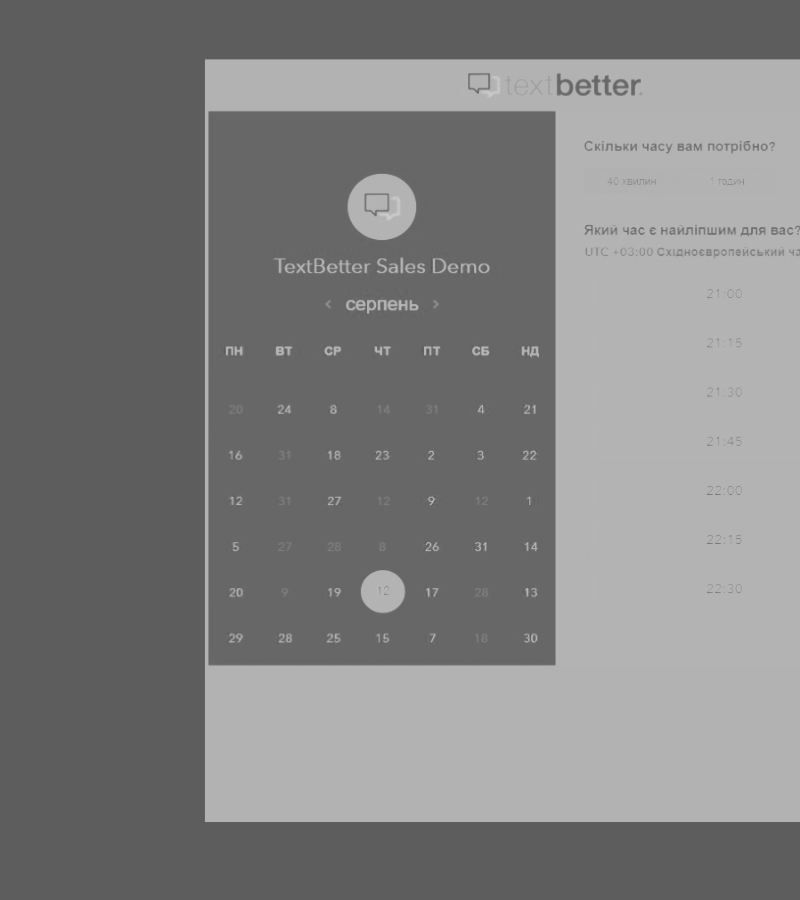 textbetter.
TextBetter Sales Demo
< серпень >
ПН ВТ СР ЧТ ПТ СБ НД
20 24 8 14 31 4 21
16 31 18 23 2 3 22
12 31 27 12 9 12 1
5 27 28 8 26 31 14
20 9 19 12 17 28 13
29 28 25 15 7 18 30
Скільки часу вам потрібно?
40 хвилин 1 годин
Який час є найліпшим для вас?
UTC +03:00 Східноєвропейський ча
21:00
21:15
21:30
21:45
22:00
22:15
22:30